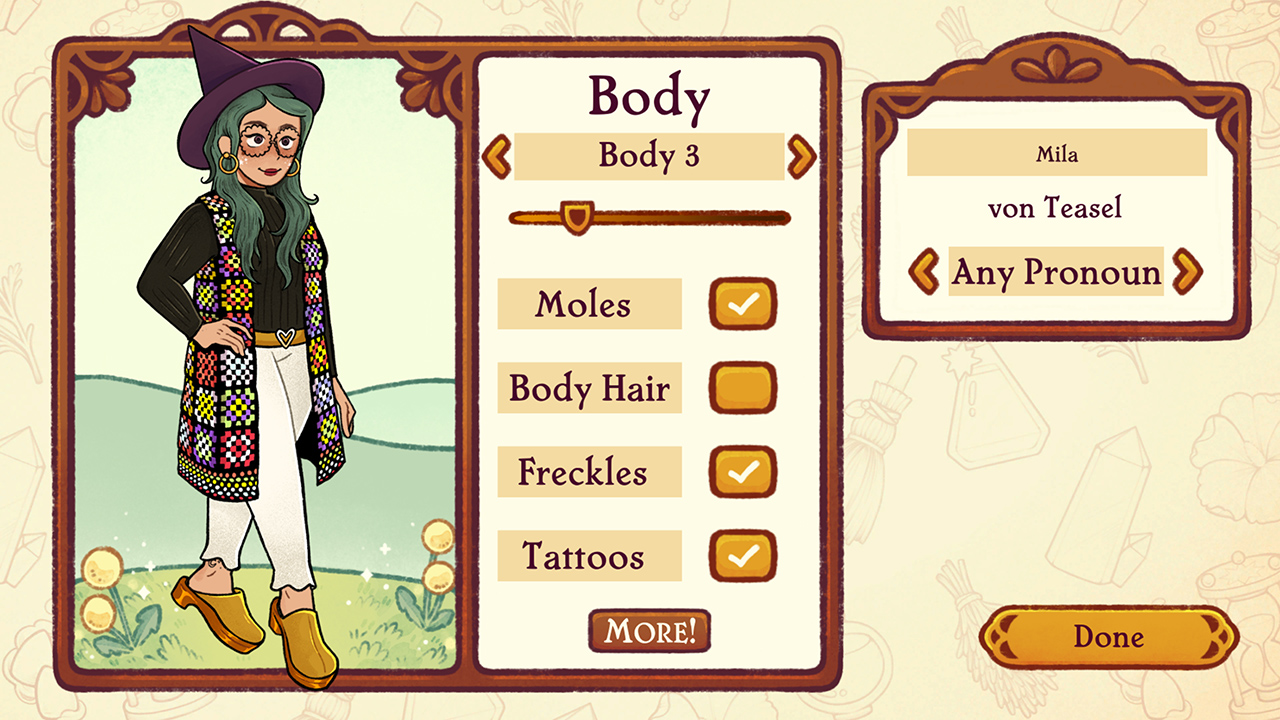 Body
Body 3
Moles
Body Hair
Freckles
Tattoos
MORE!
Mila
von Teasel
Any Pronoun
Done